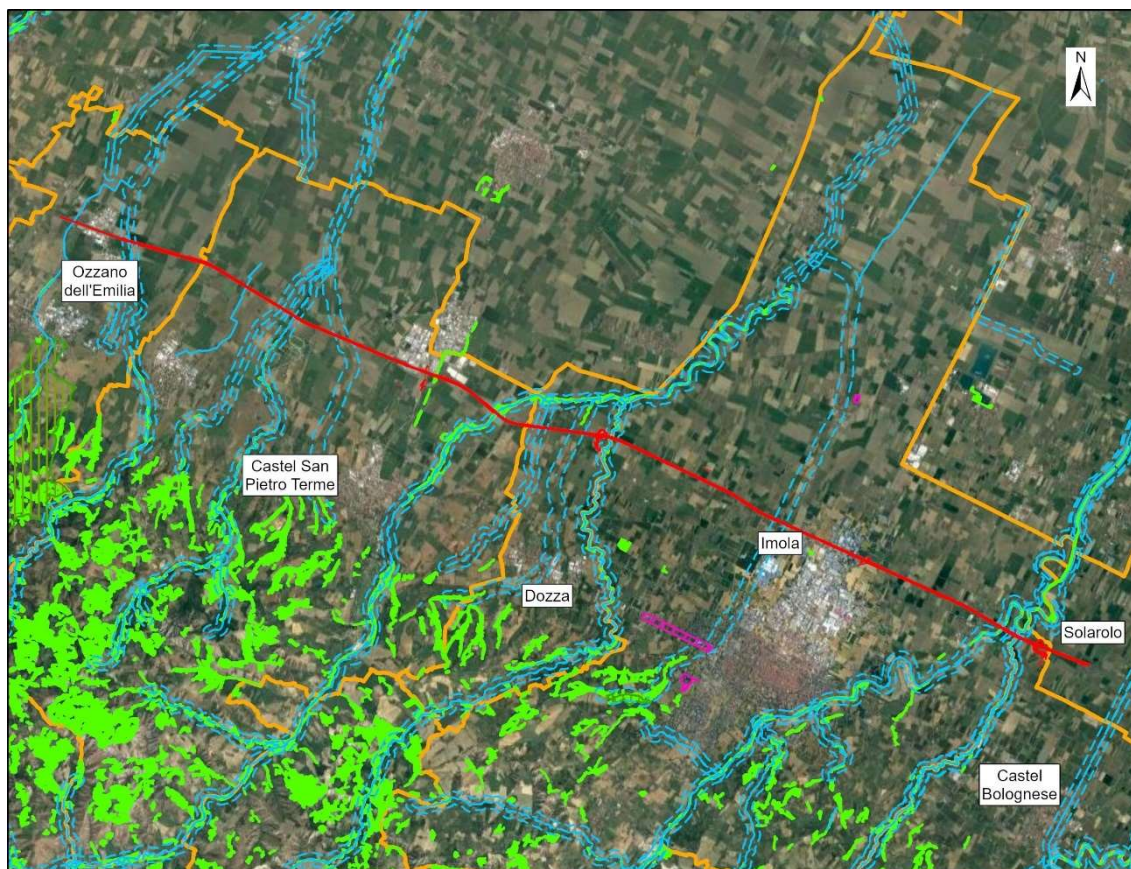 N
Ozzano
dell'Emilia
Castel San
Pietro Terme
Imola
Dozza
Solarolo
Castel
Bolognese